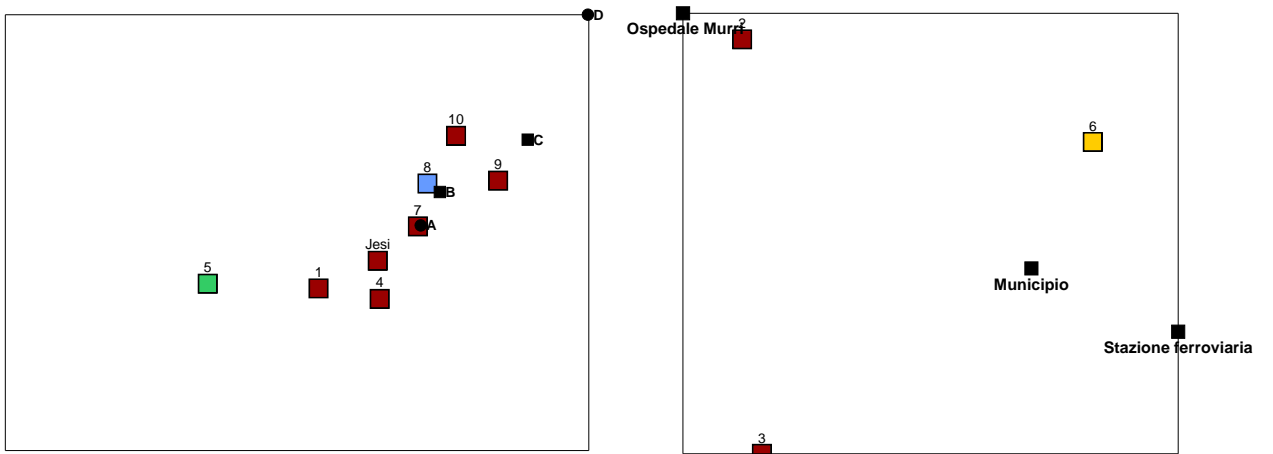 D
10
C
8
9
B
7
A
Jesi
5
1
4
Ospedale Murri
2
6
Municipio
Stazione ferroviaria
3